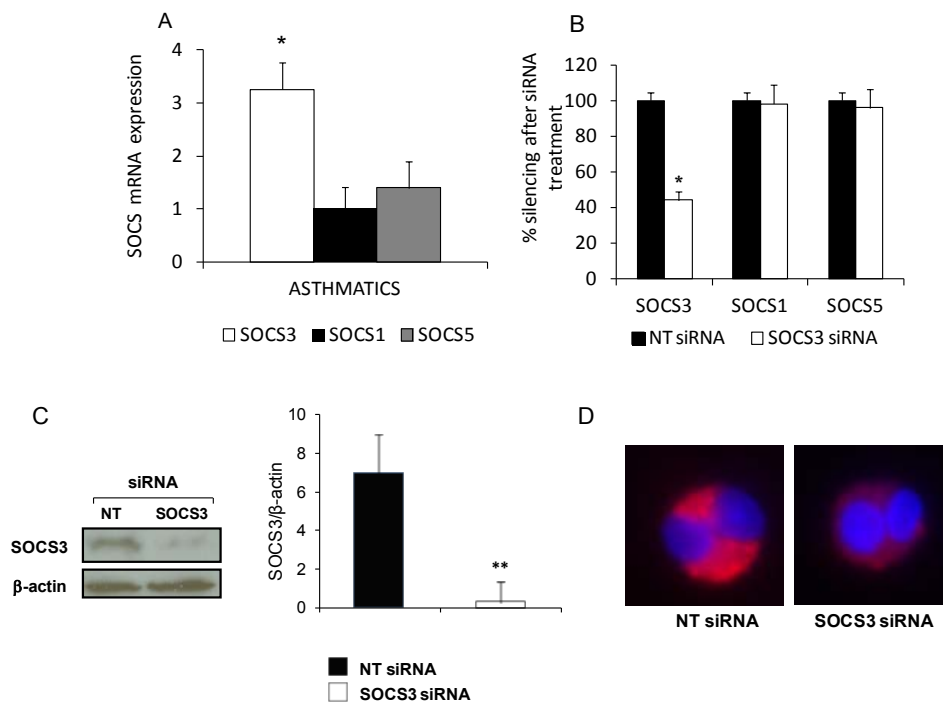 A
*
SOCS mRNA expression
4
3
2
1
0
ASTHMATICS
SOCS3 SOCS1 SOCS5
B
% silencing after siRNA
treatment
120
100
80
60
40
20
0
*
SOCS3 SOCS1 SOCS5
NT siRNA SOCS3 siRNA
C
siRNA
NT SOCS3
SOCS3
β-actin
SOCS3/β-actin
10
8
6
4
2
0
**
NT siRNA
SOCS3 siRNA
D
NT siRNA SOCS3 siRNA